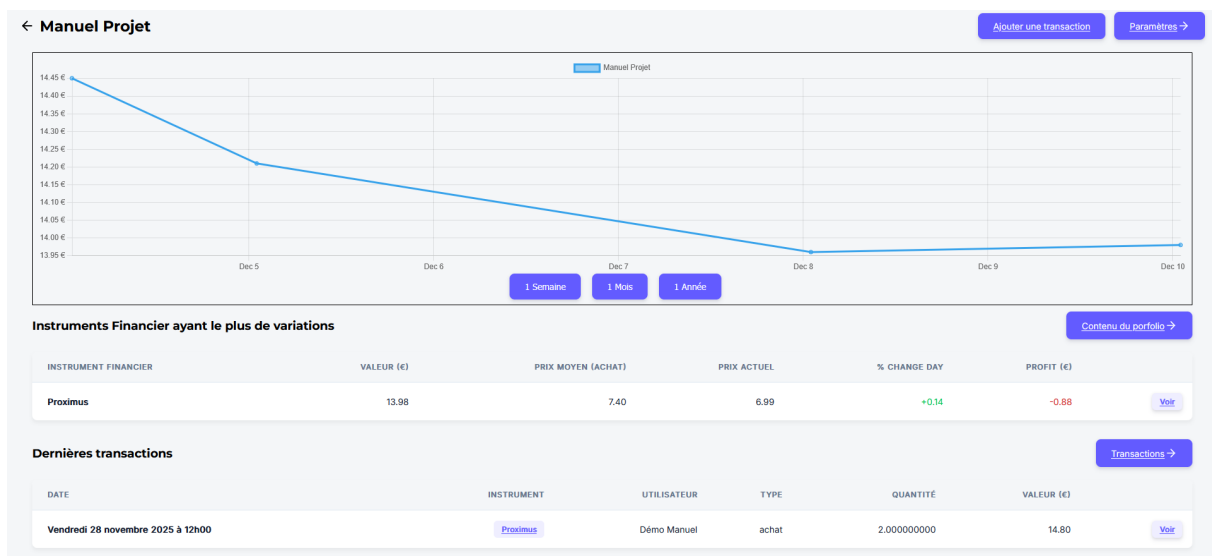 ← Manuel Projet
Ajouter une transaction
Paramètres →
Manuel Projet
14.45 €
14.40 €
14.35 €
14.30 €
14.25 €
14.20 €
14.15 €
14.10 €
14.05 €
14.00 €
13.95 €
Dec 5 Dec 6 Dec 7 Dec 8 Dec 9 Dec 10
1 Semaine 1 Mois 1 Année
Instruments Financier ayant le plus de variations
Contenu du porfolio →
INSTRUMENT FINANCIER VALEUR (€) PRIX MOYEN (ACHAT) PRIX ACTUEL % CHANGE DAY PROFIT (€)
Proximus 13.98 7.40 6.99 +0.14 -0.88 Voir
Dernières transactions
Transactions →
DATE INSTRUMENT UTILISATEUR TYPE QUANTITÉ VALEUR (€)
Vendredi 28 novembre 2025 à 12h00 Proximus Démo Manuel achat 2.000000000 14.80 Voir